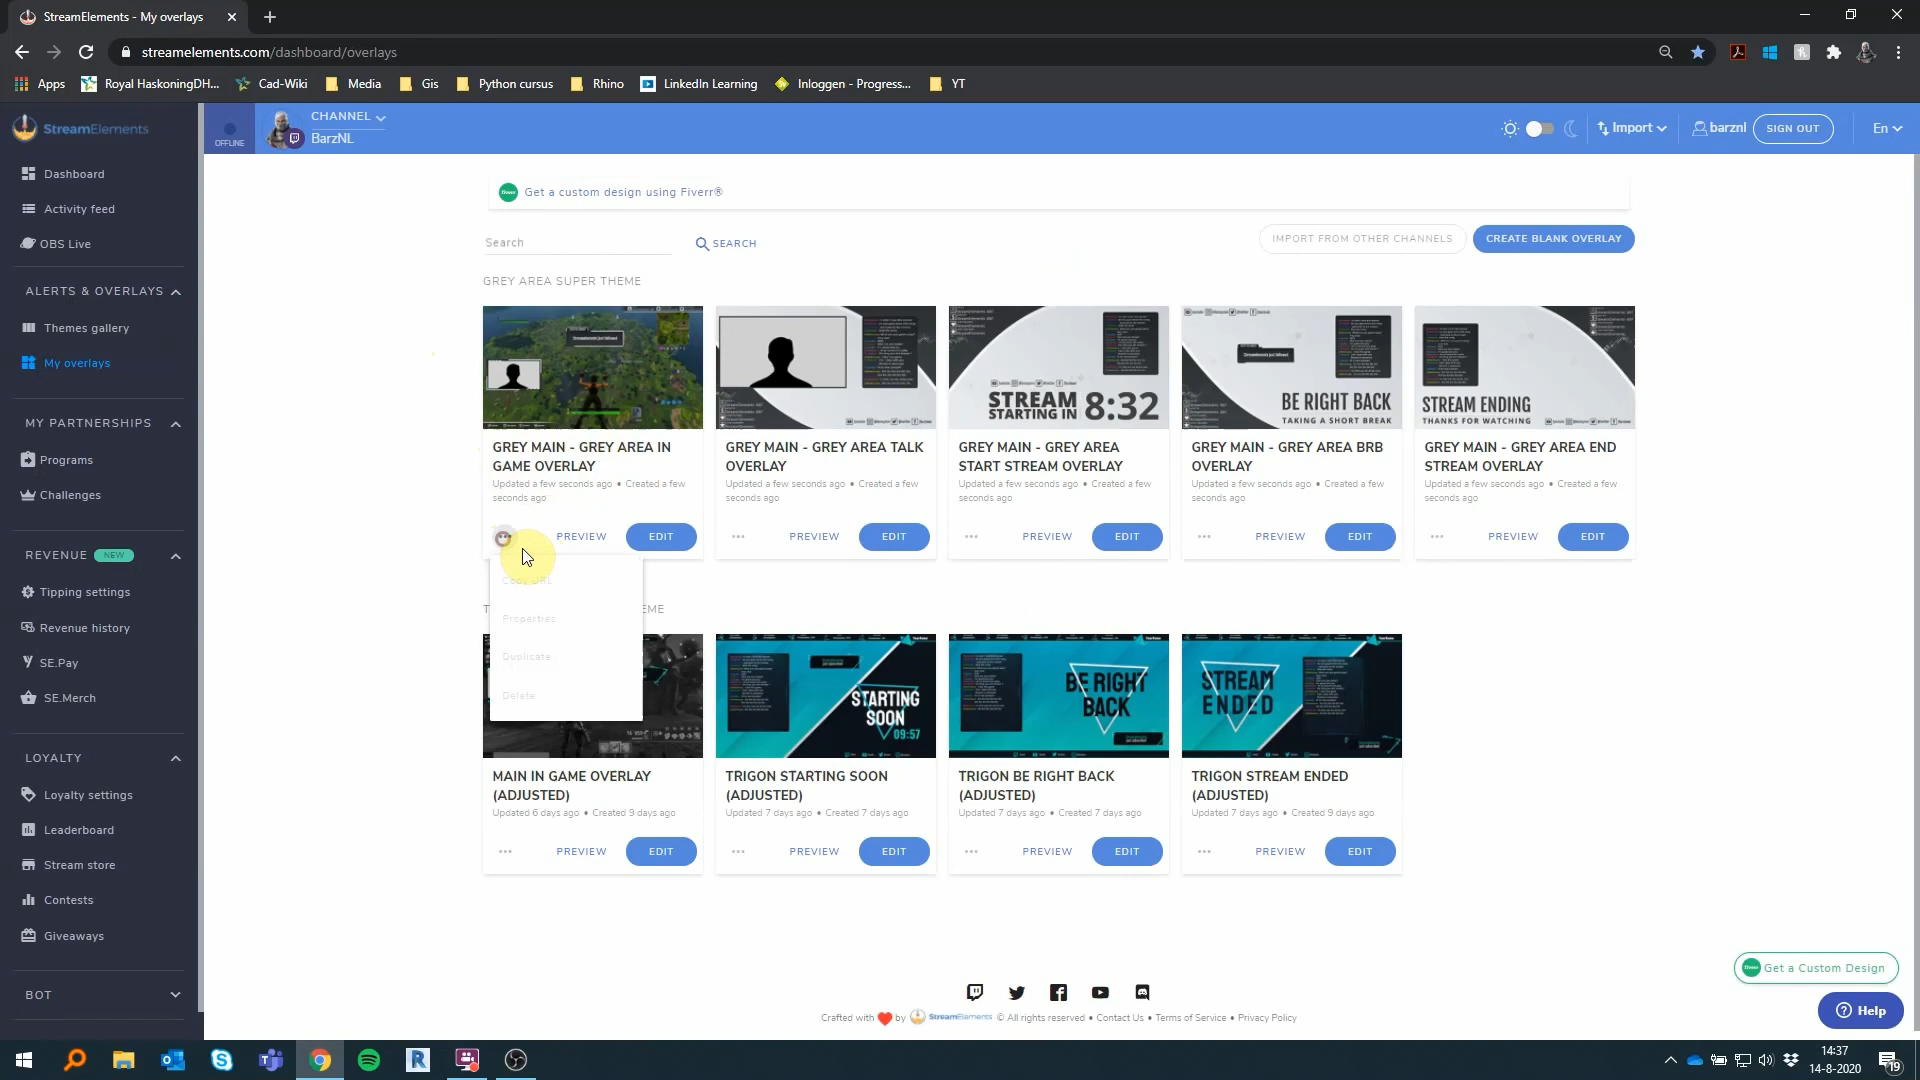 StreamElements - My overlays
streamelements.com/dashboard/overlays
Apps
Royal HaskoningDH...
Cad-Wiki
Media
Gis
Python cursus
Rhino
LinkedIn Learning
Inloggen - Progress...
YT
StreamElements
OFFLINE
CHANNEL
BarzNL
Import
barznl
SIGN OUT
En
Dashboard
Activity feed
OBS Live
ALERTS & OVERLAYS
Themes gallery
My overlays
MY PARTNERSHIPS
Programs
Challenges
REVENUE NEW
Tipping settings
Revenue history
SE.Pay
SE.Merch
LOYALTY
Loyalty settings
Leaderboard
Stream store
Contests
Giveaways
BOT
Get a custom design using Fiverr®
Search
SEARCH
IMPORT FROM OTHER CHANNELS
CREATE BLANK OVERLAY
GREY AREA SUPER THEME
STREAM
STARTING IN 8:32
BE RIGHT BACK
TAKING A SHORT BREAK
STREAM ENDING
THANKS FOR WATCHING
GREY MAIN - GREY AREA IN
GAME OVERLAY
Updated a few seconds ago • Created a few
seconds ago
PREVIEW
EDIT
GREY MAIN - GREY AREA TALK
OVERLAY
Updated a few seconds ago • Created a few
seconds ago
PREVIEW
EDIT
GREY MAIN - GREY AREA
START STREAM OVERLAY
Updated a few seconds ago • Created a few
seconds ago
PREVIEW
EDIT
GREY MAIN - GREY AREA BRB
OVERLAY
Updated a few seconds ago • Created a few
seconds ago
PREVIEW
EDIT
GREY MAIN - GREY AREA END
STREAM OVERLAY
Updated a few seconds ago • Created a few
seconds ago
PREVIEW
EDIT
Copy URL
Properties
Duplicate
Delete
STARTING
SOON
09:57
BE RIGHT
BACK
STREAM
ENDED
MAIN IN GAME OVERLAY
(ADJUSTED)
Updated 6 days ago • Created 9 days ago
PREVIEW
EDIT
TRIGON STARTING SOON
(ADJUSTED)
Updated 7 days ago • Created 7 days ago
PREVIEW
EDIT
TRIGON BE RIGHT BACK
(ADJUSTED)
Updated 7 days ago • Created 7 days ago
PREVIEW
EDIT
TRIGON STREAM ENDED
(ADJUSTED)
Updated 7 days ago • Created 9 days ago
PREVIEW
EDIT
Get a Custom Design
Help
Crafted with by StreamElements © All rights reserved • Contact Us • Terms of Service • Privacy Policy
14:37
14-8-2020
19